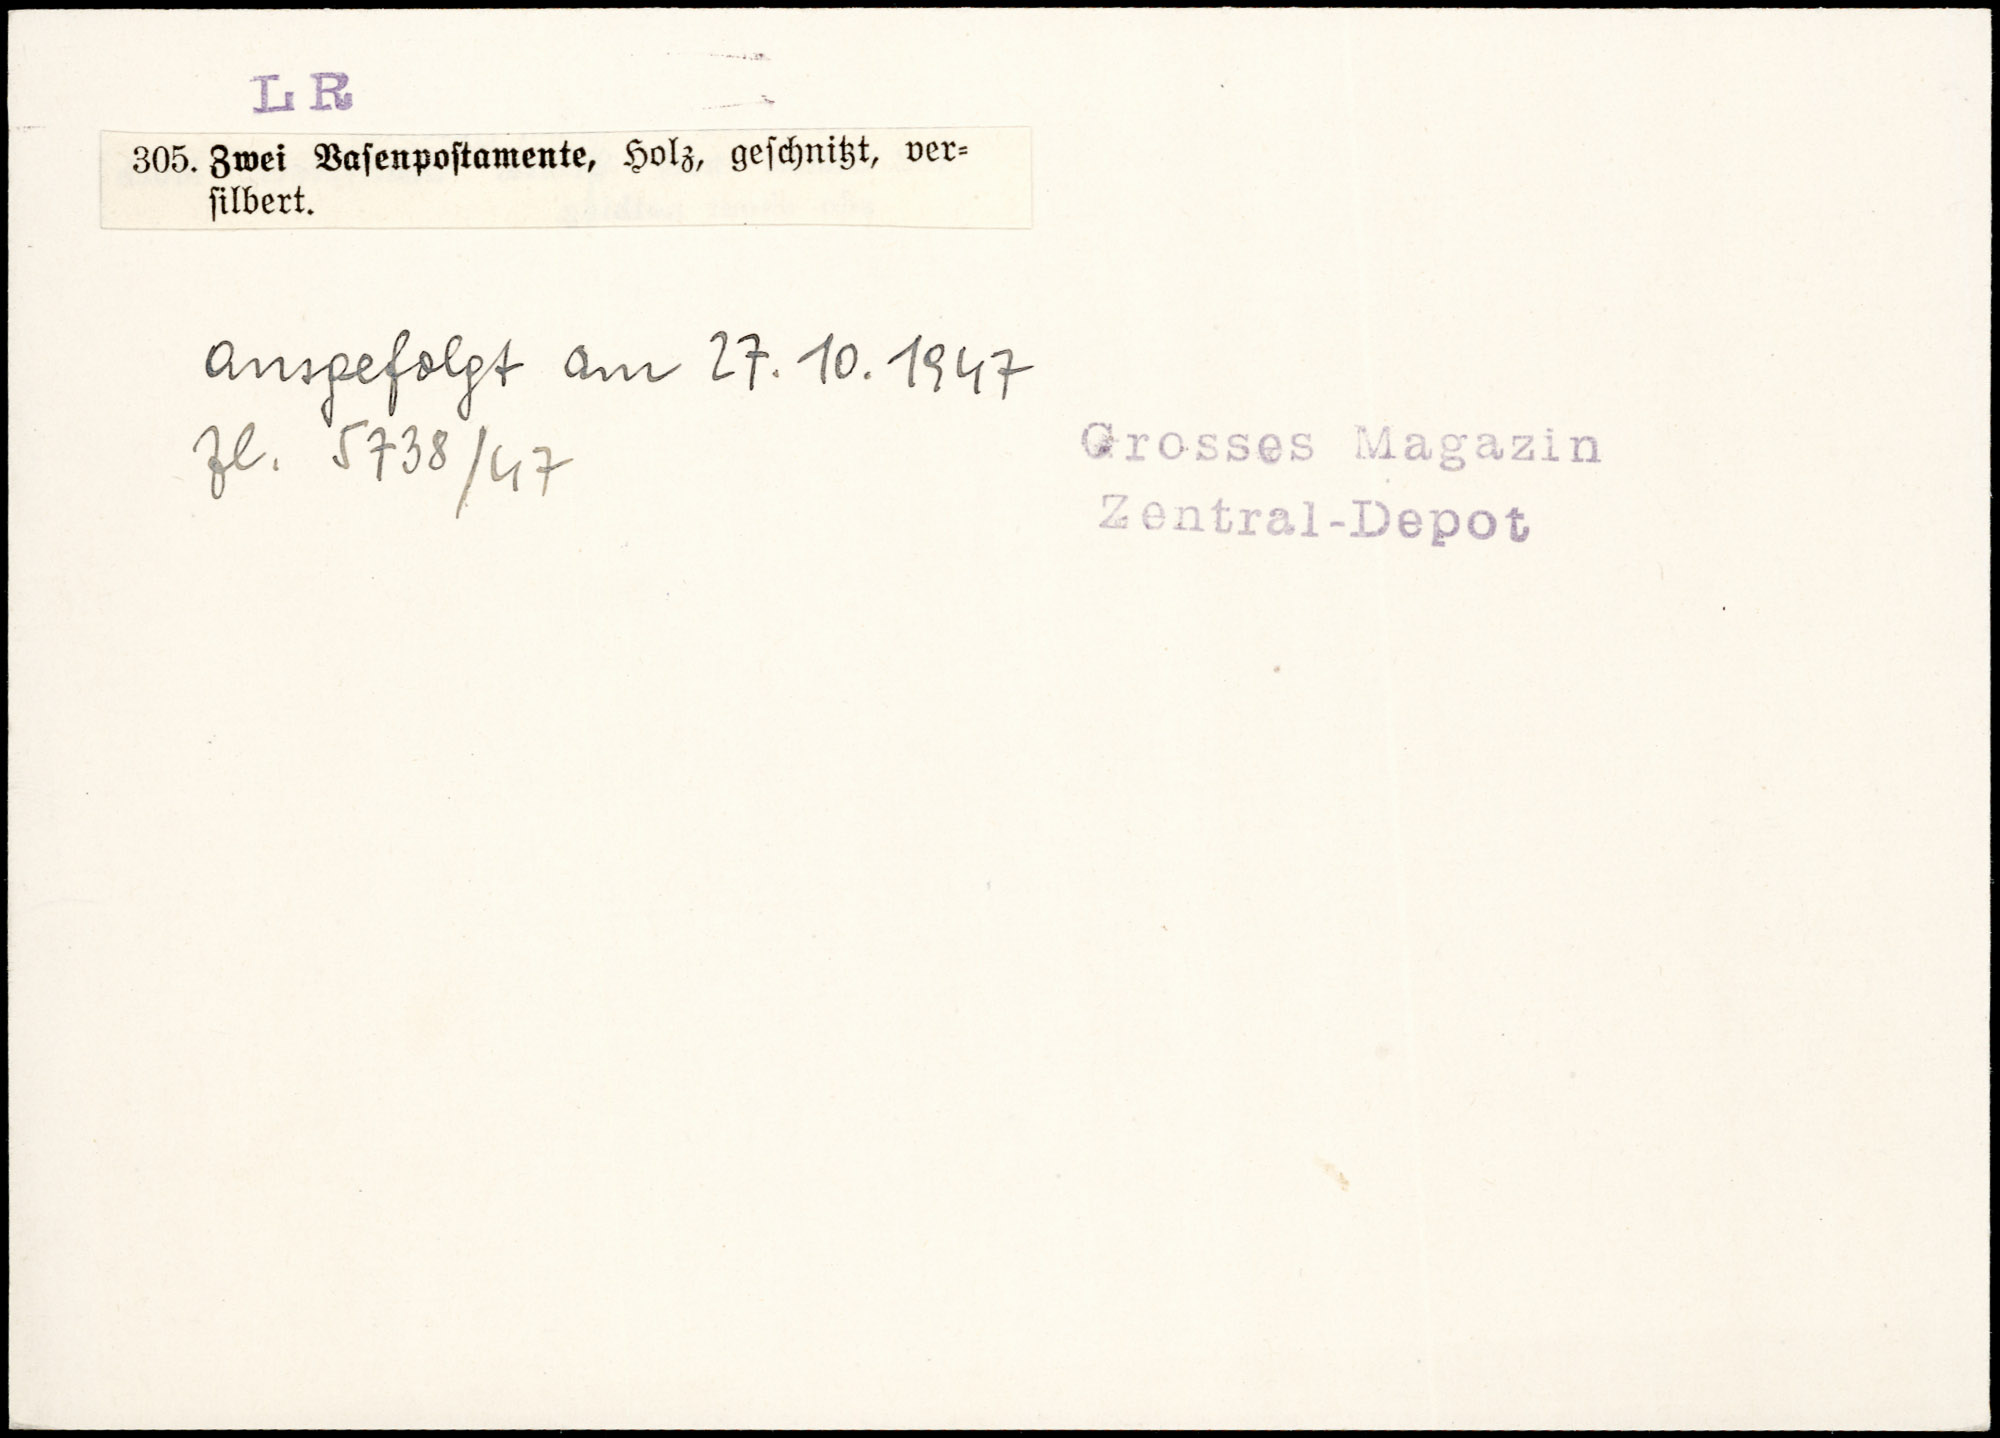 LR
305. Zwei Vasenpostamente, Holz, geschnitzt, ver-
silbert.
ausgefolgt am 27. 10. 1947
Zl. 5738/47
Grosses Magazin
Zentral-Depot